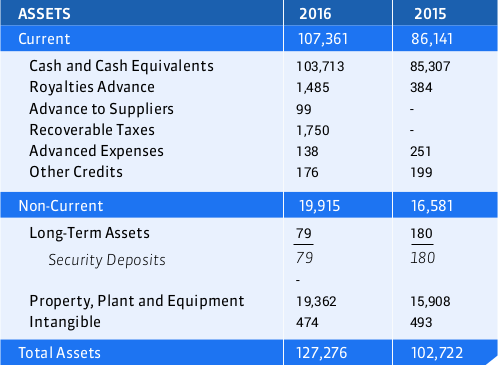 ASSETS 2016 2015
Current 107,361 86,141
Cash and Cash Equivalents 103,713 85,307
Royalties Advance 1,485 384
Advance to Suppliers 99 -
Recoverable Taxes 1,750 -
Advanced Expenses 138 251
Other Credits 176 199
Non-Current 19,915 16,581
Long-Term Assets 79 180
Security Deposits 79 180
-
Property, Plant and Equipment 19,362 15,908
Intangible 474 493
Total Assets 127,276 102,722